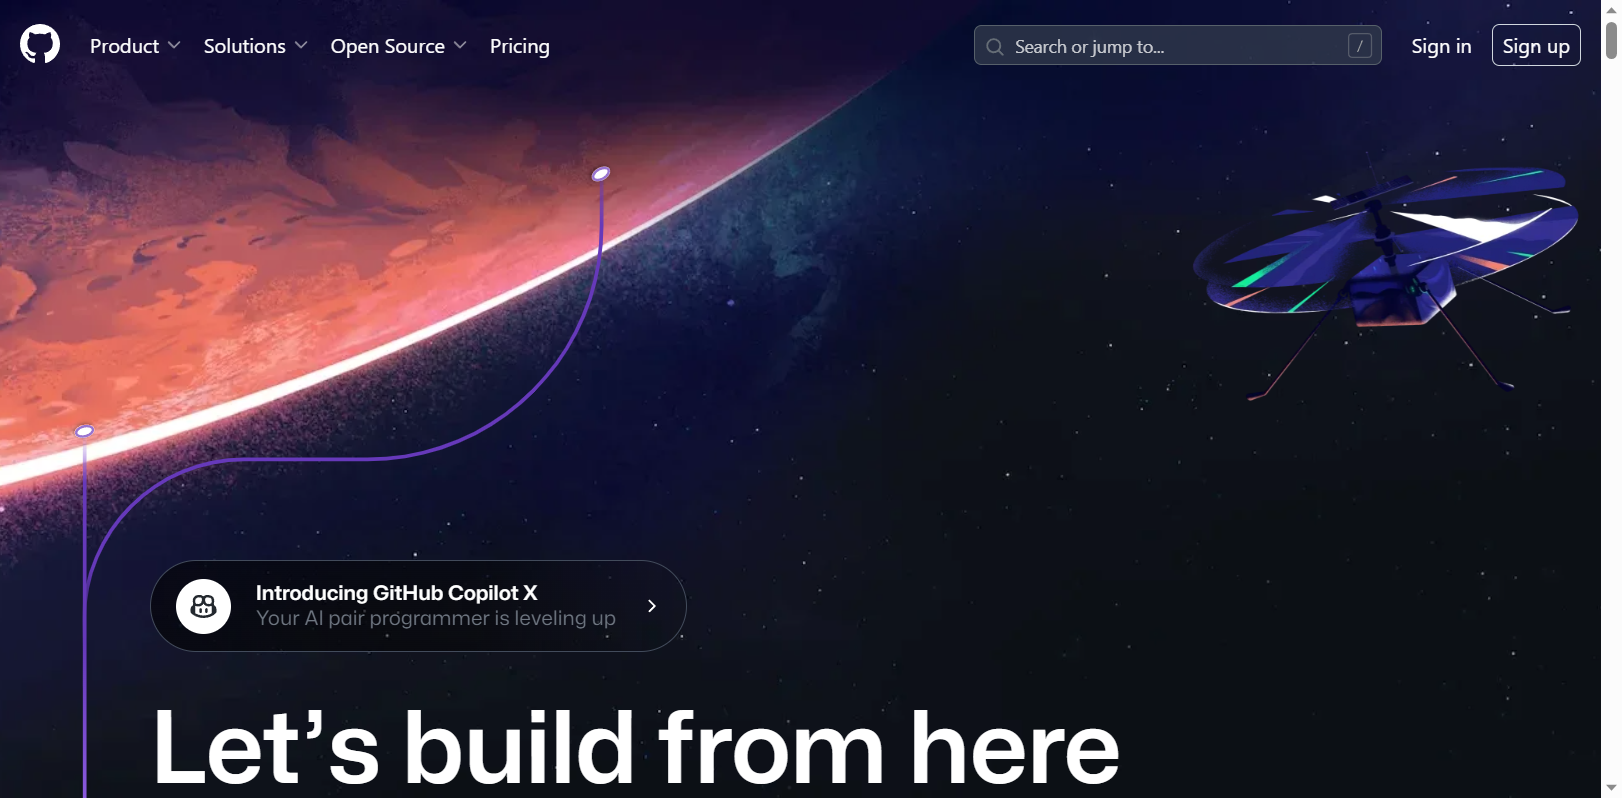 Product
Solutions
Open Source
Pricing
Search or jump to...
/
Sign in
Sign up
Introducing GitHub Copilot X
Your AI pair programmer is leveling up
Let’s build from here